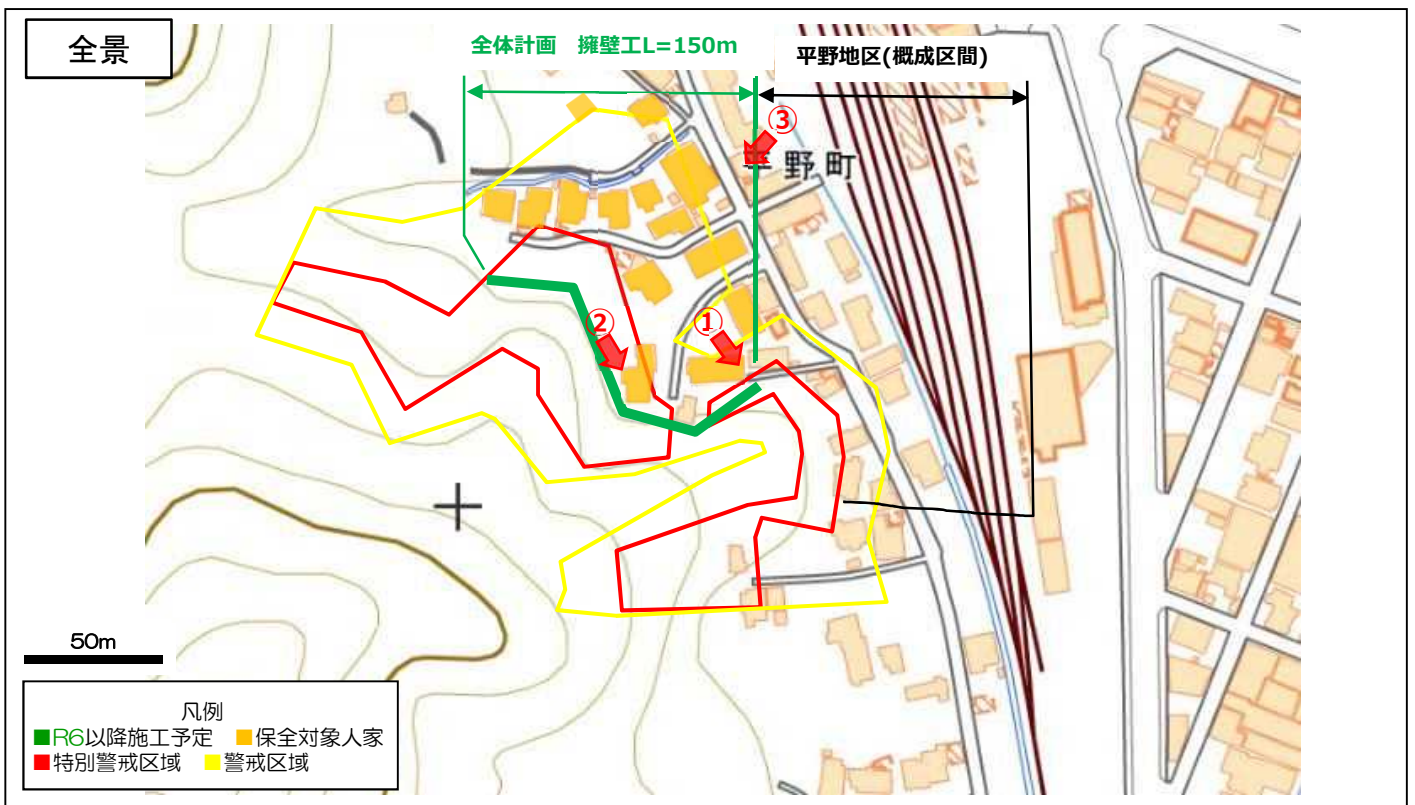 全景
全体計画 擁壁工L=150m
平野地区(概成区間)
③
平野町
②
①
50m
凡例
■R6以降施工予定 ■保全対象人家
■特別警戒区域 ■警戒区域